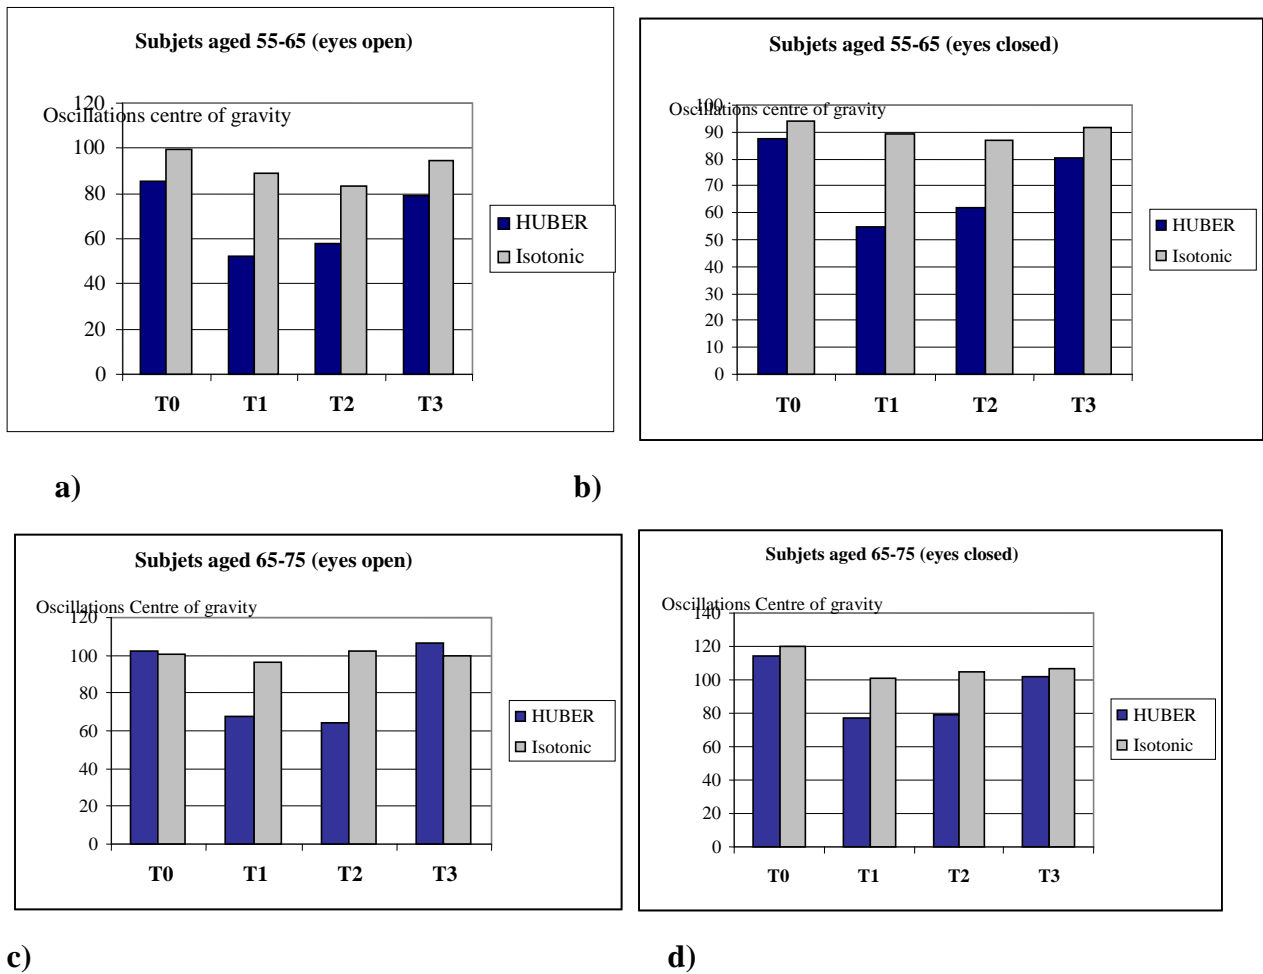 Subjets aged 55-65 (eyes open)
Oscillations centre of gravity
120
100
80
60
40
20
0
T0 T1 T2 T3
HUBER
Isotonic
a)
Subjets aged 55-65 (eyes closed)
Oscillations centre of gravity
100
90
80
70
60
50
40
30
20
10
0
T0 T1 T2 T3
HUBER
Isotonic
b)
Subjets aged 65-75 (eyes open)
Oscillations Centre of gravity
120
100
80
60
40
20
0
T0 T1 T2 T3
HUBER
Isotonic
c)
Subjets aged 65-75 (eyes closed)
Oscillations Centre of gravity
140
120
100
80
60
40
20
0
T0 T1 T2 T3
HUBER
Isotonic
d)